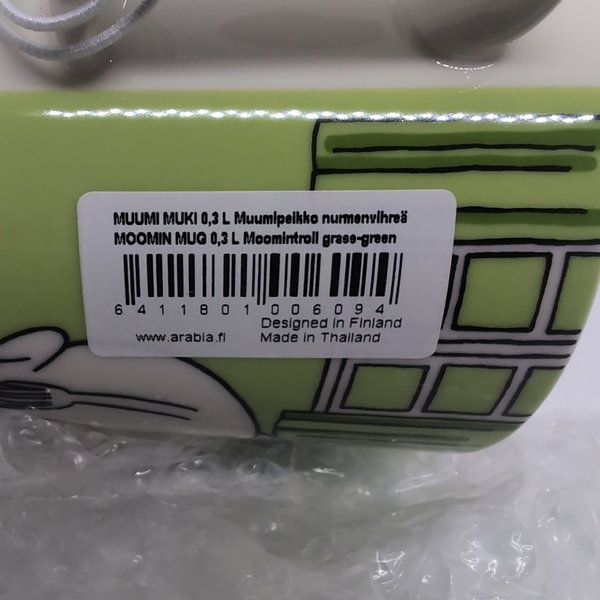 MUUMI MUKI 0,3 L Muumipeikko nurmenvihreä
MOOMIN MUG 0,3 L Moomintroll grass-green
6411801006094
Designed in Finland
www.arabia.fi Made in Thailand